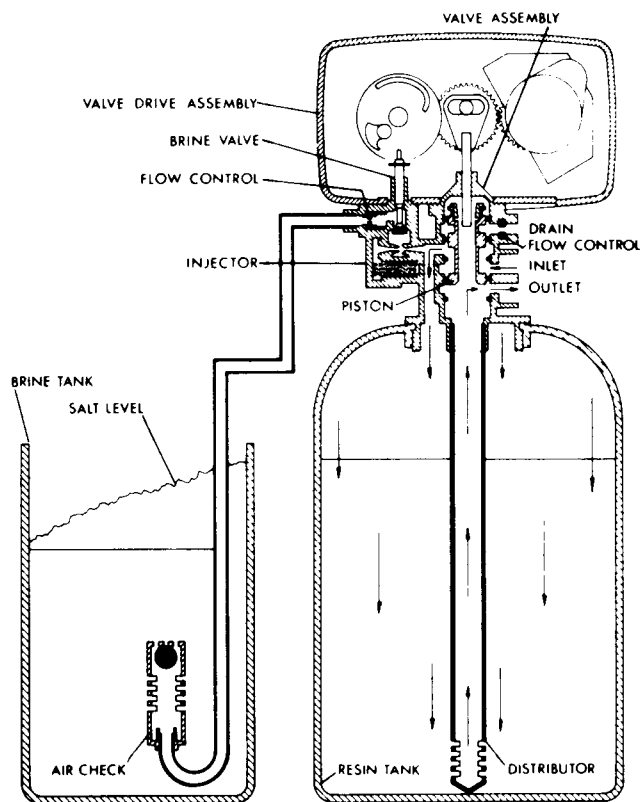 VALVE ASSEMBLY
VALVE DRIVE ASSEMBLY
BRINE VALVE
FLOW CONTROL
DRAIN
FLOW CONTROL
INJECTOR
INLET
OUTLET
PISTON
BRINE TANK
SALT LEVEL
AIR CHECK
RESIN TANK
DISTRIBUTOR